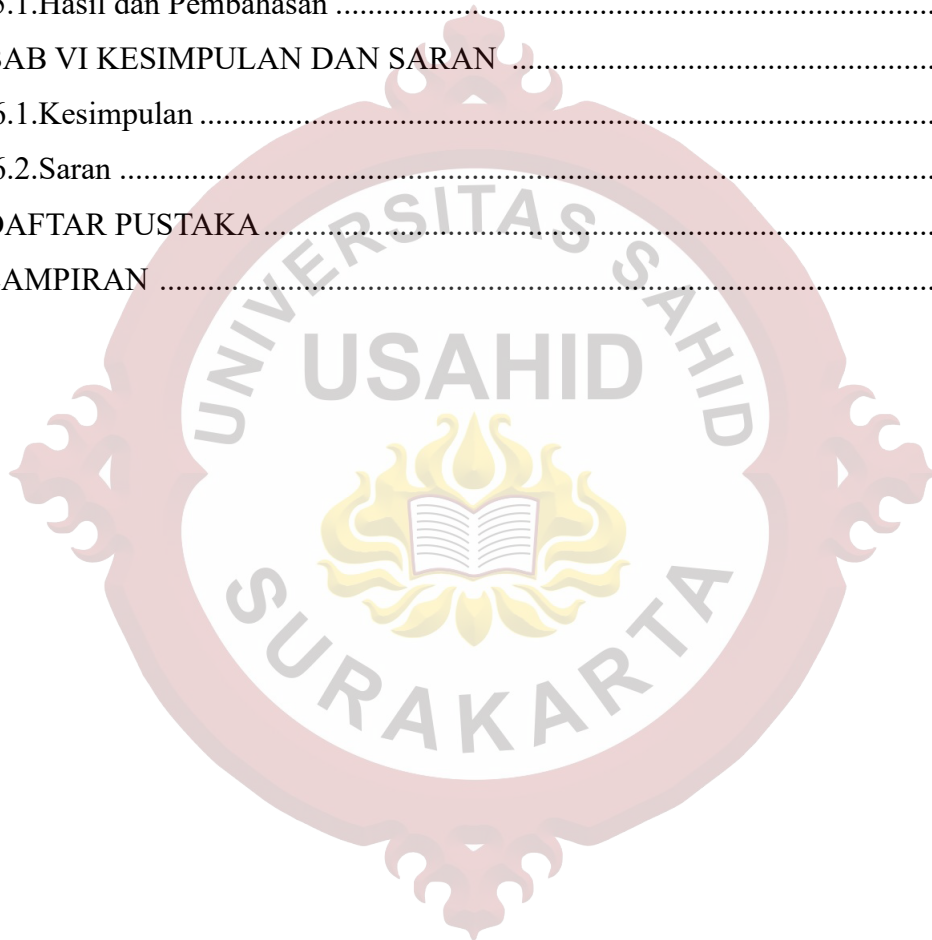 5.1.Hasil dan Pembahasan ..........................................................................
BAB VI KESIMPULAN DAN SARAN ....................................................
6.1.Kesimpulan ...........................................................................................
6.2.Saran .....................................................................................................
DAFTAR PUSTAKA...................................................................................
LAMPIRAN ................................................................................................
UNIVERSITAS SAHID
USAHID
SURAKARTA